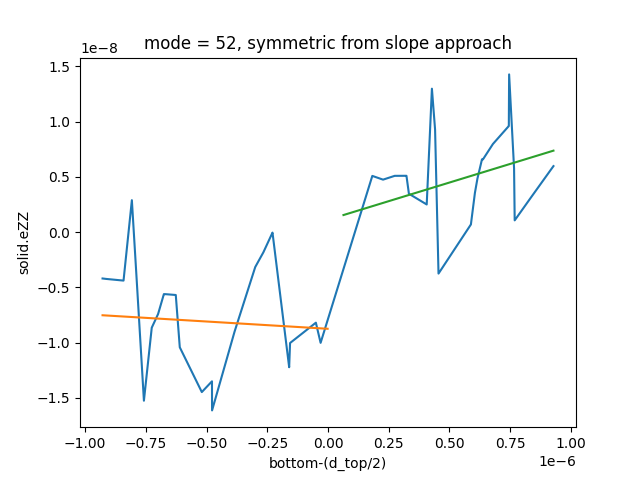 mode = 52, symmetric from slope approach
1e−8
1.5
1.0
0.5
0.0
−0.5
−1.0
−1.5
solid.eZZ
−1.00 −0.75 −0.50 −0.25 0.00 0.25 0.50 0.75 1.00
bottom-(d_top/2)
1e−6